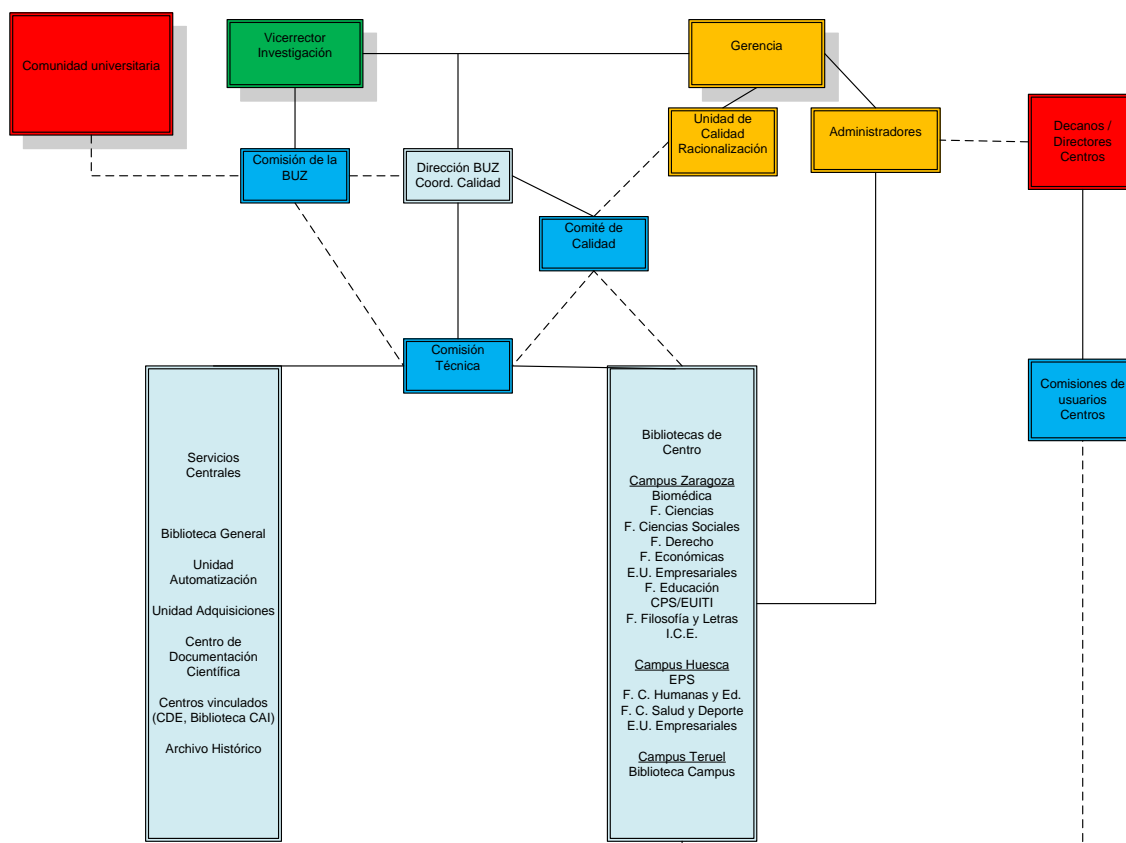 Comunidad universitaria
Vicerrector
Investigación
Gerencia
Unidad de
Calidad
Racionalización
Administradores
Decanos /
Directores
Centros
Comisión de la
BUZ
Dirección BUZ
Coord. Calidad
Comité de
Calidad
Comisión
Técnica
Comisiones de
usuarios
Centros
Servicios
Centrales
Biblioteca General
Unidad
Automatización
Unidad Adquisiciones
Centro de
Documentación
Científica
Centros vinculados
(CDE, Biblioteca CAI)
Archivo Histórico
Bibliotecas de
Centro
Campus Zaragoza
Biomédica
F. Ciencias
F. Ciencias Sociales
F. Derecho
F. Económicas
E.U. Empresariales
F. Educación
CPS/EUITI
F. Filosofía y Letras
I.C.E.
Campus Huesca
EPS
F. C. Humanas y Ed.
F. C. Salud y Deporte
E.U. Empresariales
Campus Teruel
Biblioteca Campus